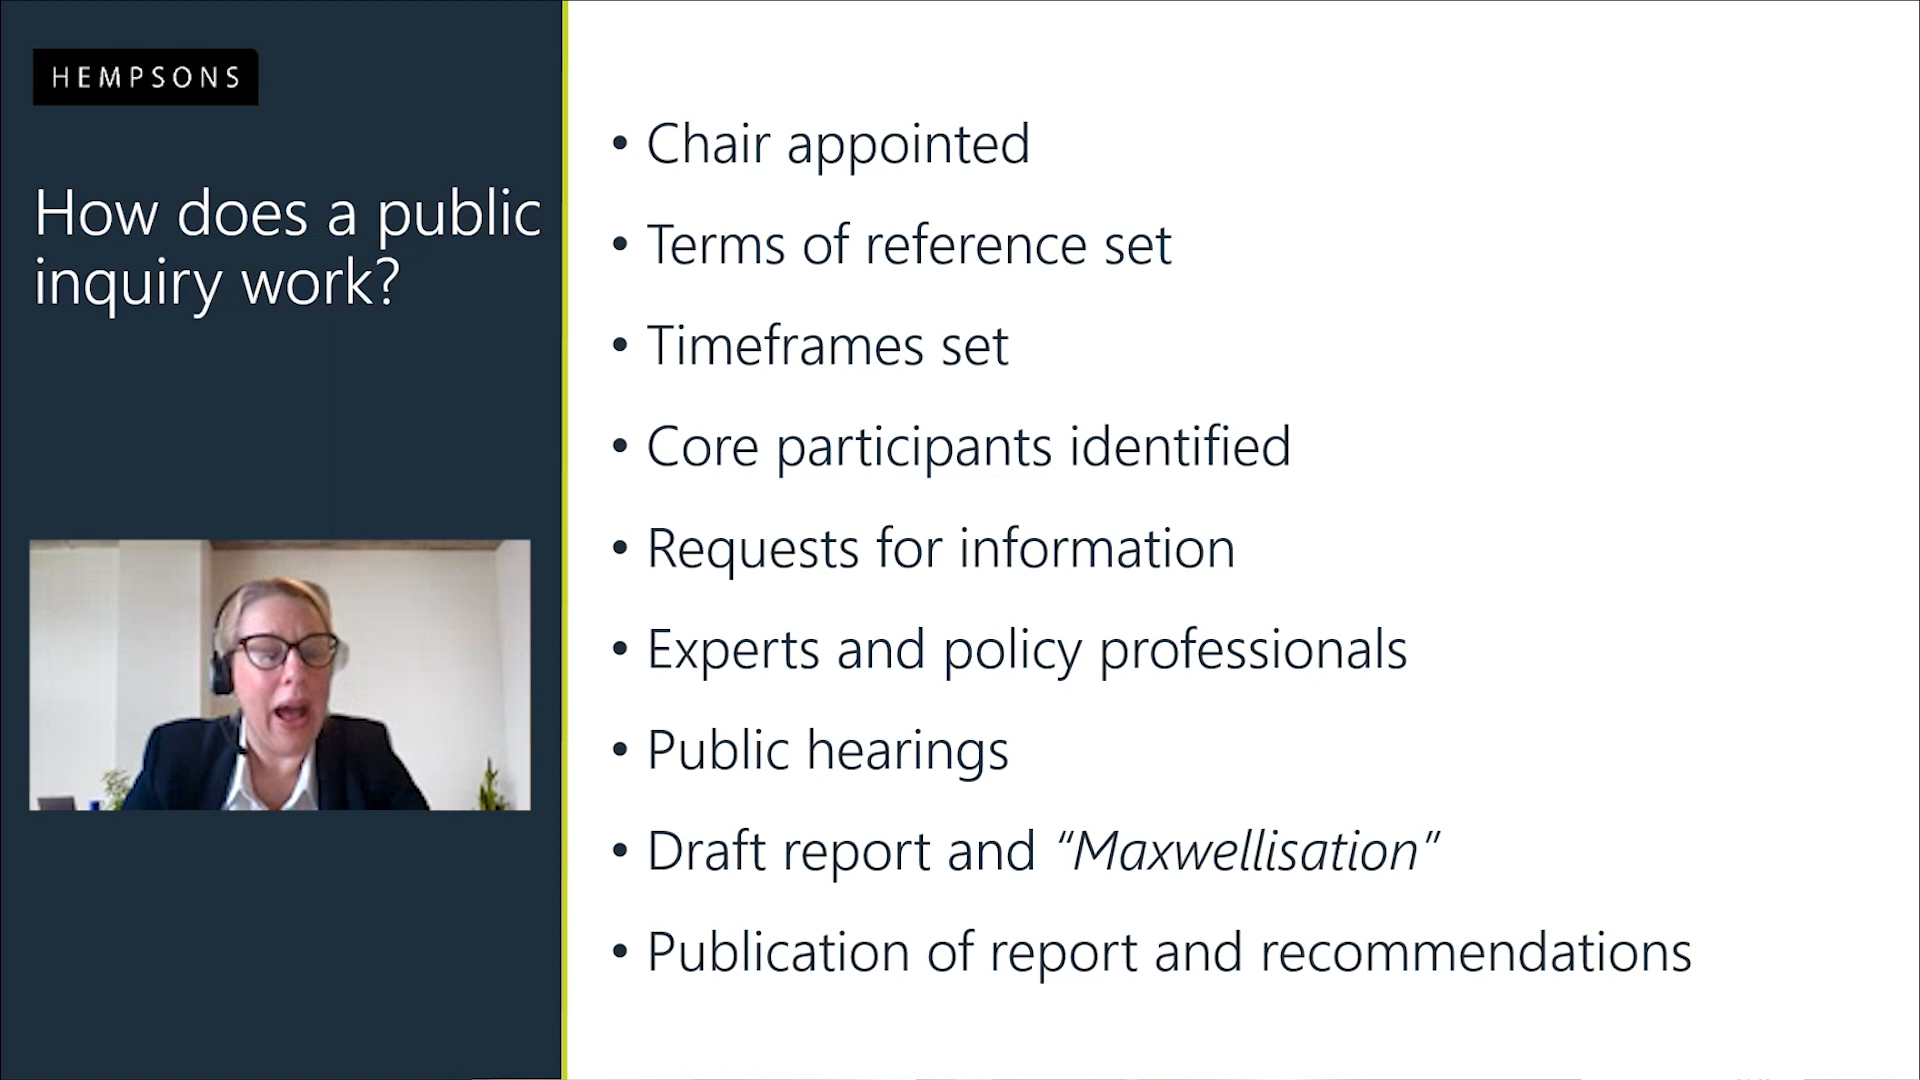 HEMPSONS
How does a public
inquiry work?
• Chair appointed
• Terms of reference set
• Timeframes set
• Core participants identified
• Requests for information
• Experts and policy professionals
• Public hearings
• Draft report and “Maxwellisation”
• Publication of report and recommendations